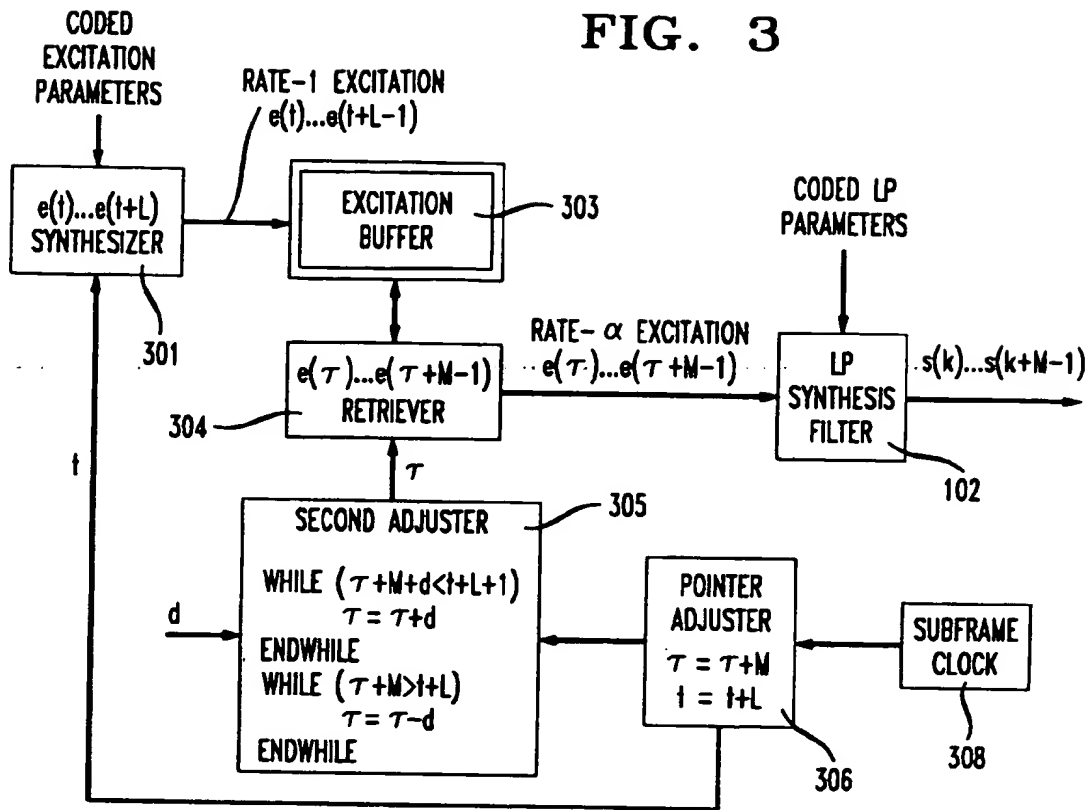 FIG. 3
CODED
EXCITATION
PARAMETERS
RATE-1 EXCITATION
e(t)...e(t+L-1)
e(t)...e(t+L)
SYNTHESIZER
301
EXCITATION
BUFFER
303
CODED LP
PARAMETERS
e(τ)...e(τ+M-1)
RETRIEVER
304
RATE- α EXCITATION
e(τ)...e(τ+M-1)
LP
SYNTHESIS
FILTER
102
s(k)...s(k+M-1)
t
τ
SECOND ADJUSTER
305
WHILE (τ+M+d<t+L+1)
τ = τ+d
ENDWHILE
WHILE (τ+M>t+L)
τ = τ-d
ENDWHILE
d
POINTER
ADJUSTER
τ = τ+M
t = t+L
306
SUBFRAME
CLOCK
308